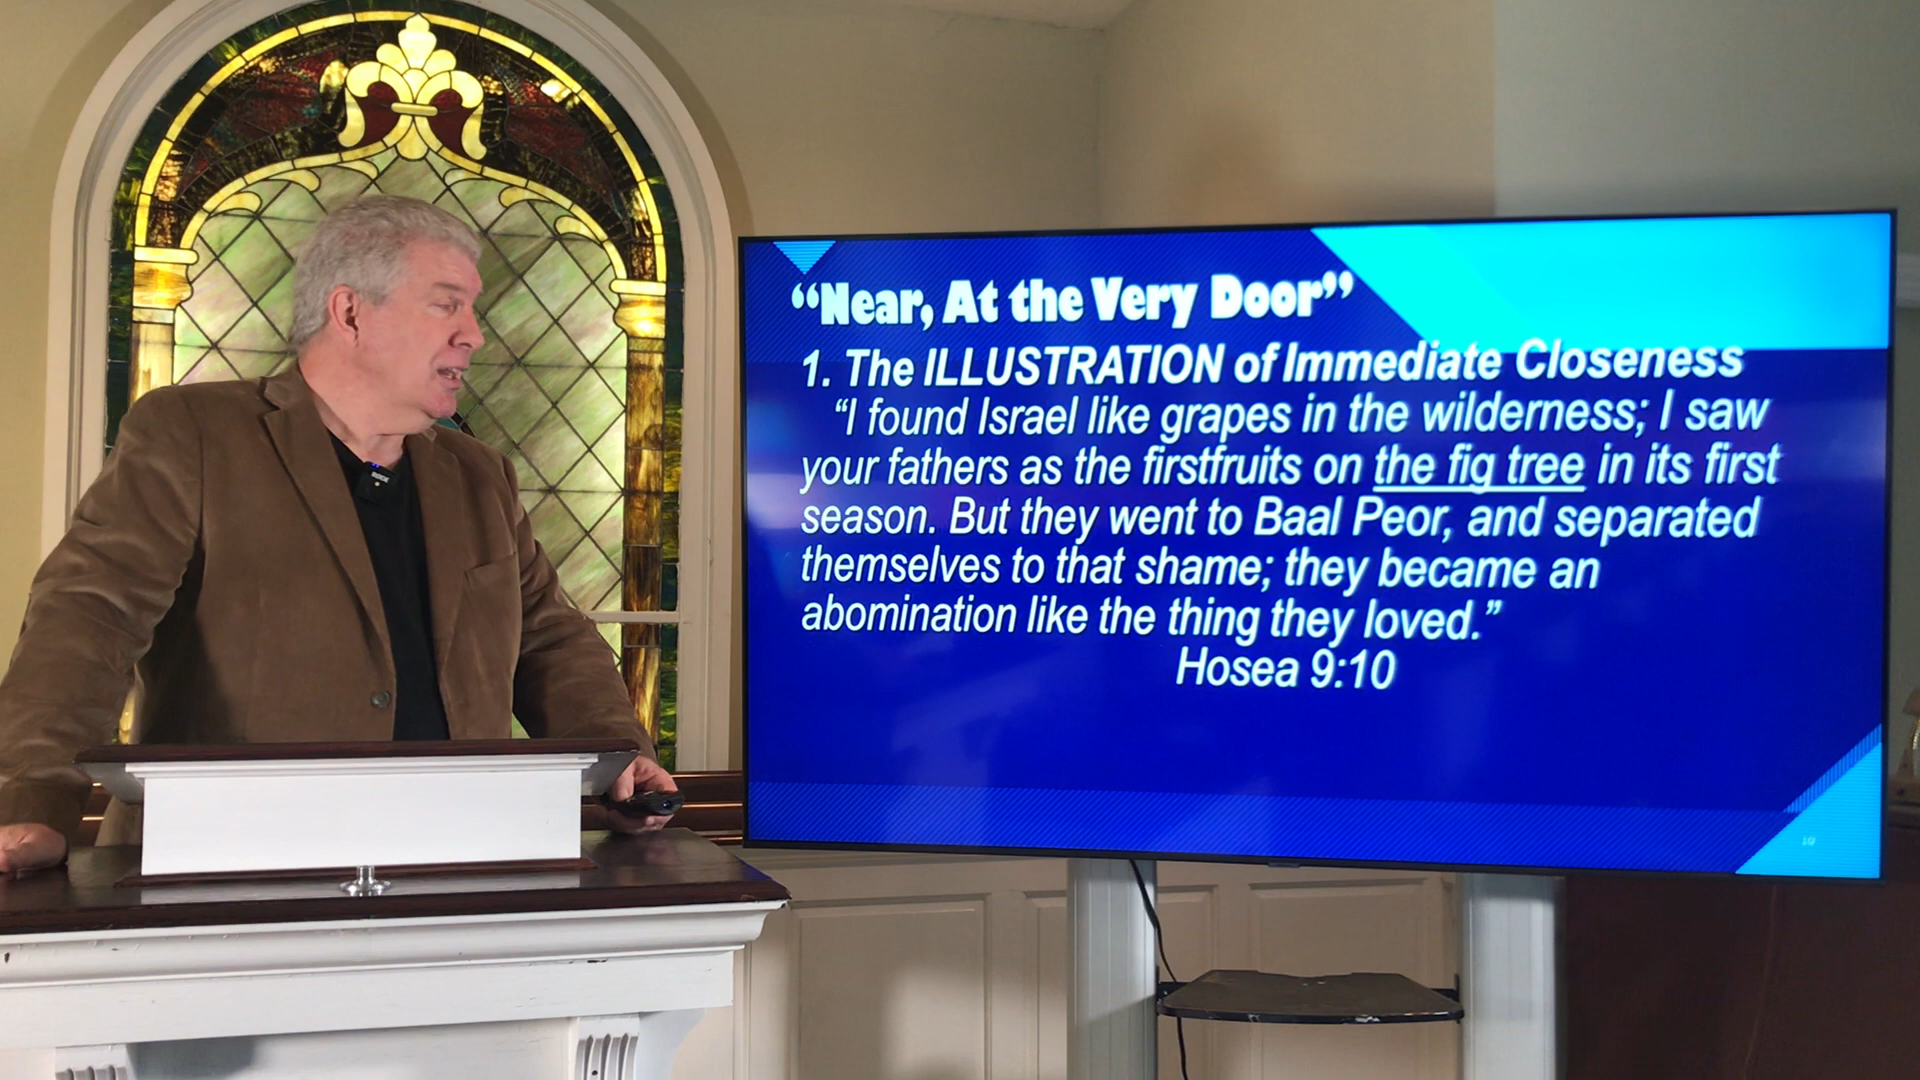 “Near, At the Very Door”
1. The ILLUSTRATION of Immediate Closeness
“I found Israel like grapes in the wilderness; I saw
your fathers as the firstfruits on the fig tree in its first
season. But they went to Baal Peor, and separated
themselves to that shame; they became an
abomination like the thing they loved.”
Hosea 9:10
10